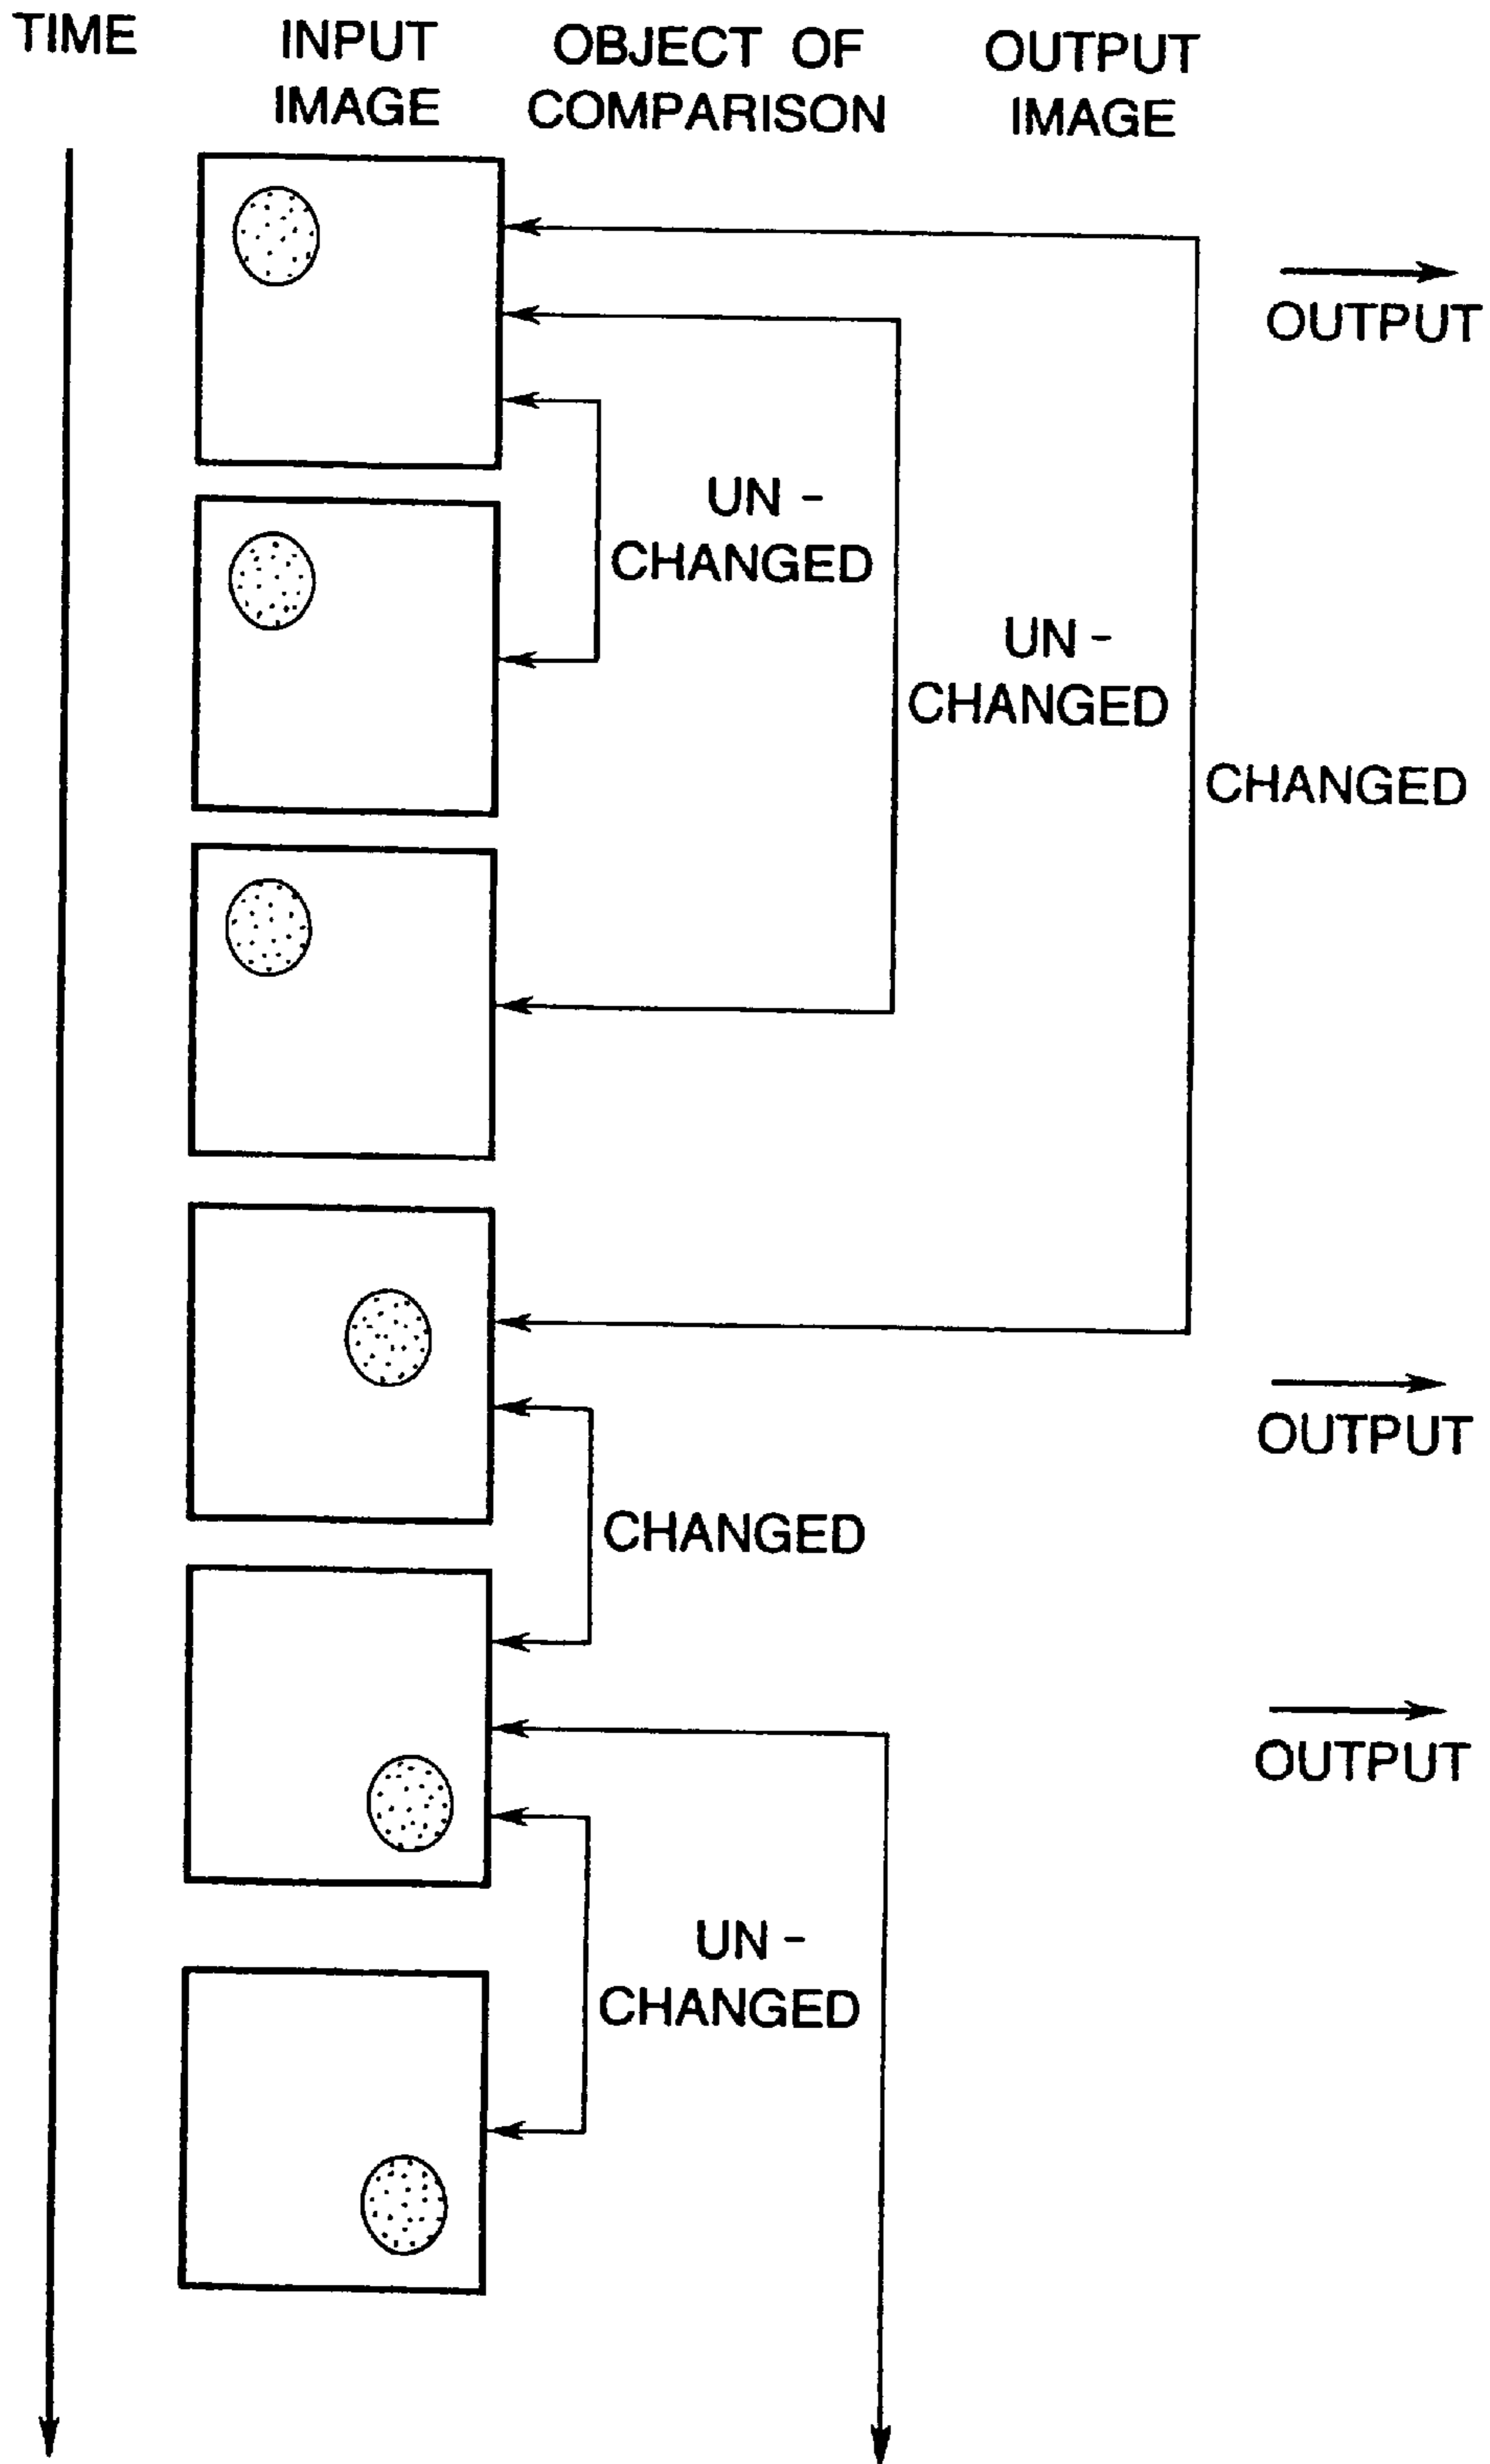 TIME
INPUT
IMAGE
OBJECT OF
COMPARISON
OUTPUT
IMAGE
OUTPUT
UN -
CHANGED
UN -
CHANGED
CHANGED
OUTPUT
CHANGED
OUTPUT
UN -
CHANGED